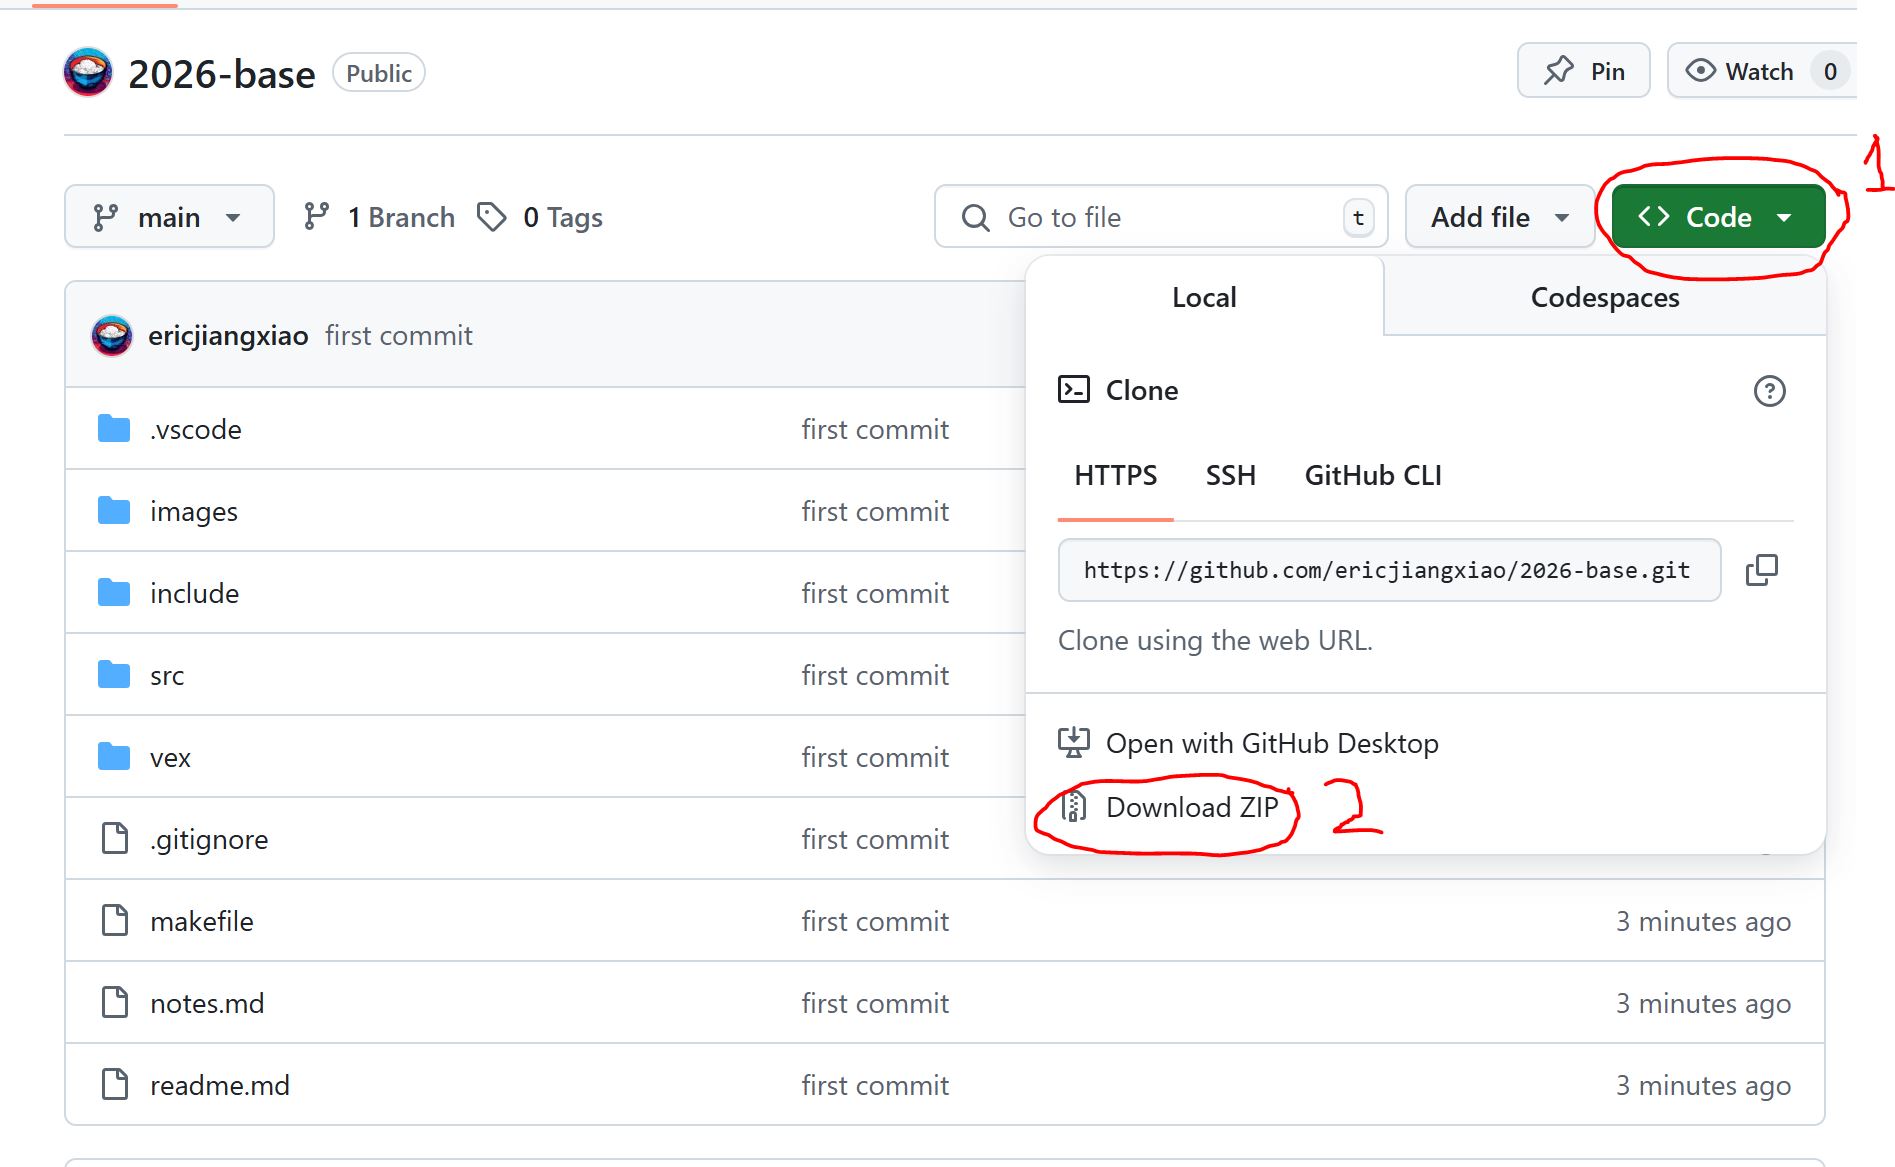 2026-base Public Pin Watch 0
1
main 1 Branch 0 Tags Go to file t Add file Code
Local Codespaces
ericjiangxiao first commit
Clone
.vscode first commit
HTTPS SSH GitHub CLI
images first commit
https://github.com/ericjiangxiao/2026-base.git
include first commit
Clone using the web URL.
src first commit
Open with GitHub Desktop
vex first commit
Download ZIP 2
.gitignore first commit
makefile first commit 3 minutes ago
notes.md first commit 3 minutes ago
readme.md first commit 3 minutes ago